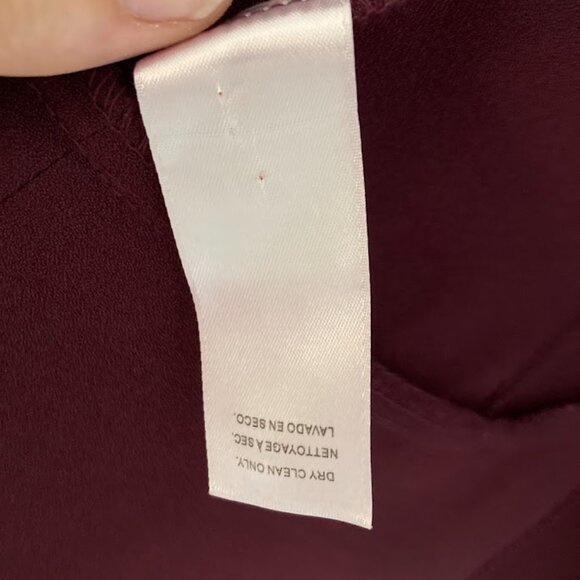 DRY CLEAN ONLY.
NETTOYAGE À SEC.
LAVADO EN SECO.